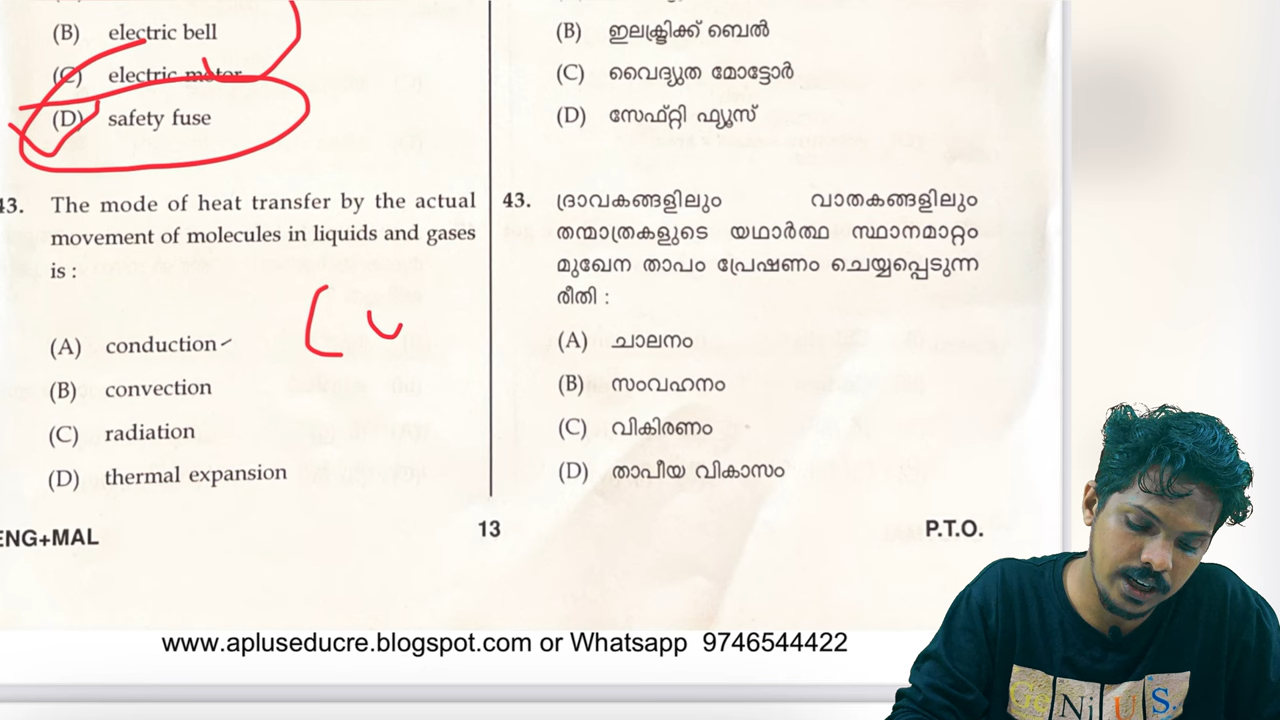 (B) electric bell
(C) electric motor
(D) safety fuse
43. The mode of heat transfer by the actual
movement of molecules in liquids and gases
is :
(A) conduction
(B) convection
(C) radiation
(D) thermal expansion
(B) ഇലക്ട്രിക്ക് ബെൽ
(C) വൈദ്യുത മോട്ടോർ
(D) സേഫ്റ്റി ഫ്യൂസ്
43. ദ്രാവകങ്ങളിലും വാതകങ്ങളിലും
തന്മാത്രകളുടെ യഥാർത്ഥ സ്ഥാനമാറ്റം
മുഖേന താപം പ്രേഷണം ചെയ്യപ്പെടുന്ന
രീതി :
(A) ചാലനം
(B) സംവഹനം
(C) വികിരണം
(D) താപീയ വികാസം
ENG+MAL 13 P.T.O.
www.apluseducre.blogspot.com or Whatsapp 9746544422
GeNiUS.